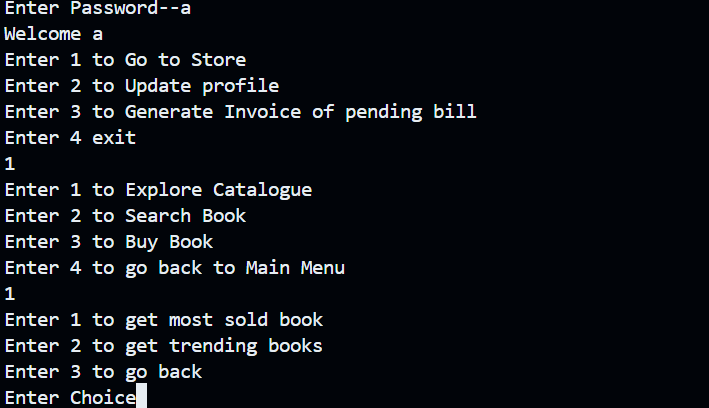 Enter Password--a
Welcome a
Enter 1 to Go to Store
Enter 2 to Update profile
Enter 3 to Generate Invoice of pending bill
Enter 4 exit
1
Enter 1 to Explore Catalogue
Enter 2 to Search Book
Enter 3 to Buy Book
Enter 4 to go back to Main Menu
1
Enter 1 to get most sold book
Enter 2 to get trending books
Enter 3 to go back
Enter Choice